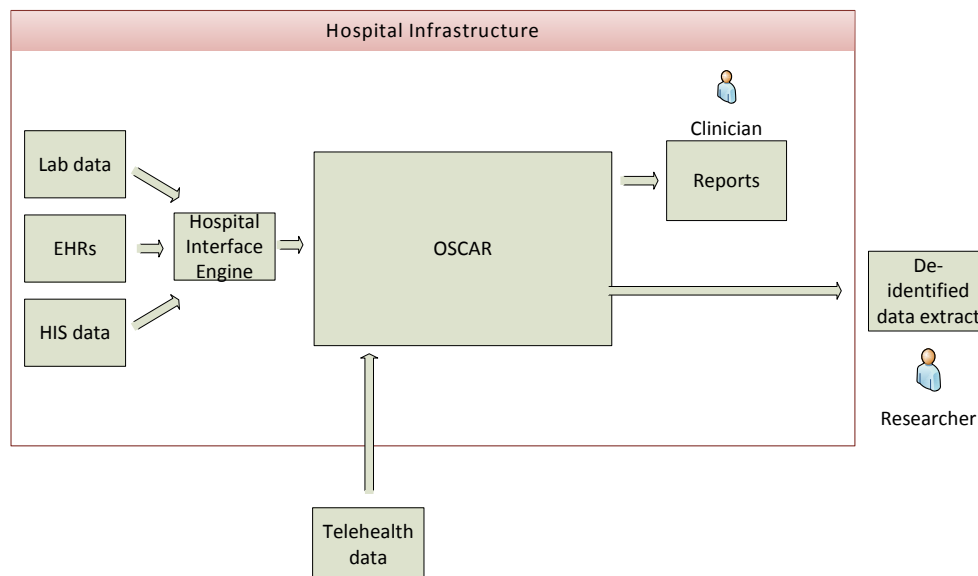 Hospital Infrastructure
Clinician
Lab data
Reports
Hospital
Interface
Engine
EHRs
OSCAR
HIS data
De-
identified
data extract
Researcher
Telehealth
data